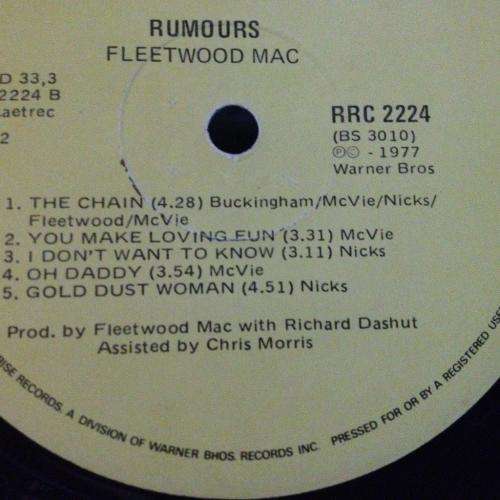 RUMOURS
FLEETWOOD MAC
D 33,3
2224 B
aetrec
2
RRC 2224
(BS 3010)
℗© - 1977
Warner Bros
1. THE CHAIN (4.28) Buckingham/McVie/Nicks/
Fleetwood/McVie
2. YOU MAKE LOVING FUN (3.31) McVie
3. I DON'T WANT TO KNOW (3.11) Nicks
4. OH DADDY (3.54) McVie
5. GOLD DUST WOMAN (4.51) Nicks
Prod. by Fleetwood Mac with Richard Dashut
Assisted by Chris Morris
RISE RECORDS, A DIVISION OF WARNER BROS. RECORDS INC. PRESSED FOR OR BY A REGISTERED USE